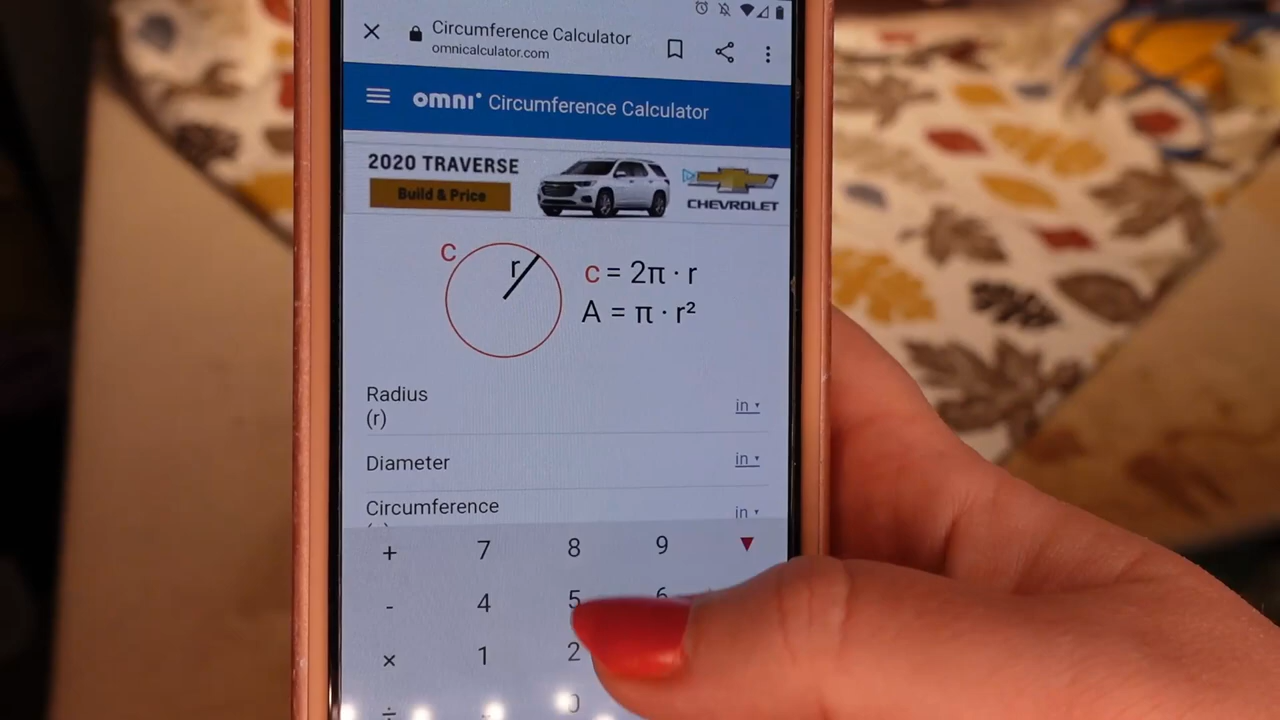 Circumference Calculator
omnicalculator.com
omni Circumference Calculator
2020 TRAVERSE
Build & Price
CHEVROLET
c
r
c = 2π · r
A = π · r²
Radius
(r)
in
Diameter
in
Circumference
in
+ 7 8 9
- 4 5 6
× 1 2
÷ 0